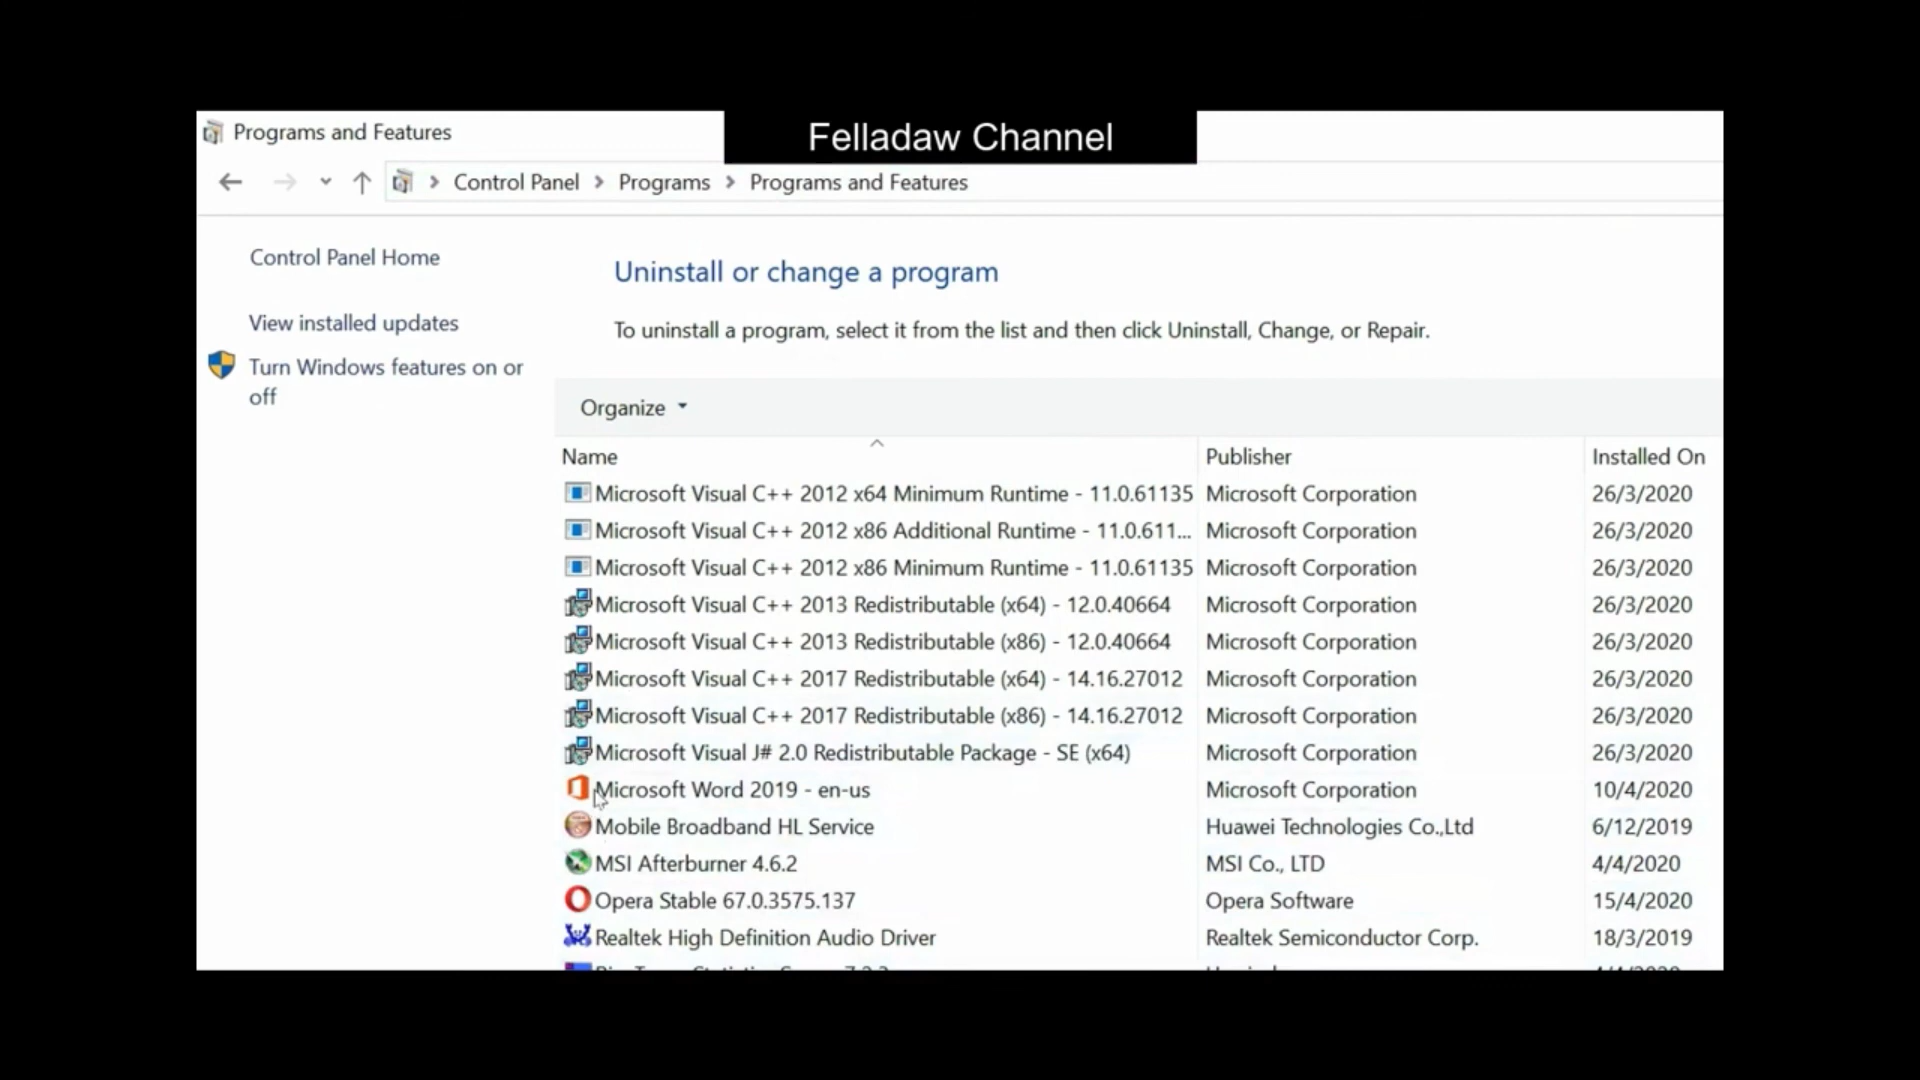 Programs and Features
Felladaw Channel
Control Panel > Programs > Programs and Features
Control Panel Home
View installed updates
Turn Windows features on or
off
Uninstall or change a program
To uninstall a program, select it from the list and then click Uninstall, Change, or Repair.
Organize
Name Publisher Installed On
Microsoft Visual C++ 2012 x64 Minimum Runtime - 11.0.61135 Microsoft Corporation 26/3/2020
Microsoft Visual C++ 2012 x86 Additional Runtime - 11.0.611... Microsoft Corporation 26/3/2020
Microsoft Visual C++ 2012 x86 Minimum Runtime - 11.0.61135 Microsoft Corporation 26/3/2020
Microsoft Visual C++ 2013 Redistributable (x64) - 12.0.40664 Microsoft Corporation 26/3/2020
Microsoft Visual C++ 2013 Redistributable (x86) - 12.0.40664 Microsoft Corporation 26/3/2020
Microsoft Visual C++ 2017 Redistributable (x64) - 14.16.27012 Microsoft Corporation 26/3/2020
Microsoft Visual C++ 2017 Redistributable (x86) - 14.16.27012 Microsoft Corporation 26/3/2020
Microsoft Visual J# 2.0 Redistributable Package - SE (x64) Microsoft Corporation 26/3/2020
Microsoft Word 2019 - en-us Microsoft Corporation 10/4/2020
Mobile Broadband HL Service Huawei Technologies Co.,Ltd 6/12/2019
MSI Afterburner 4.6.2 MSI Co., LTD 4/4/2020
Opera Stable 67.0.3575.137 Opera Software 15/4/2020
Realtek High Definition Audio Driver Realtek Semiconductor Corp. 18/3/2019